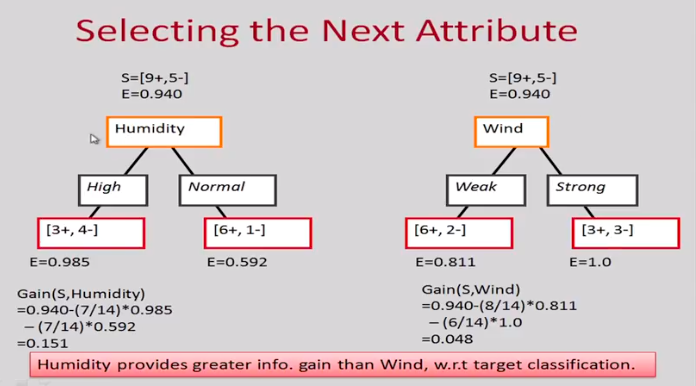 Selecting the Next Attribute
S=[9+,5-]
E=0.940
Humidity
High
Normal
[3+, 4-]
[6+, 1-]
E=0.985
E=0.592
Gain(S,Humidity)
=0.940-(7/14)*0.985
– (7/14)*0.592
=0.151
S=[9+,5-]
E=0.940
Wind
Weak
Strong
[6+, 2-]
[3+, 3-]
E=0.811
E=1.0
Gain(S,Wind)
=0.940-(8/14)*0.811
– (6/14)*1.0
=0.048
Humidity provides greater info. gain than Wind, w.r.t target classification.